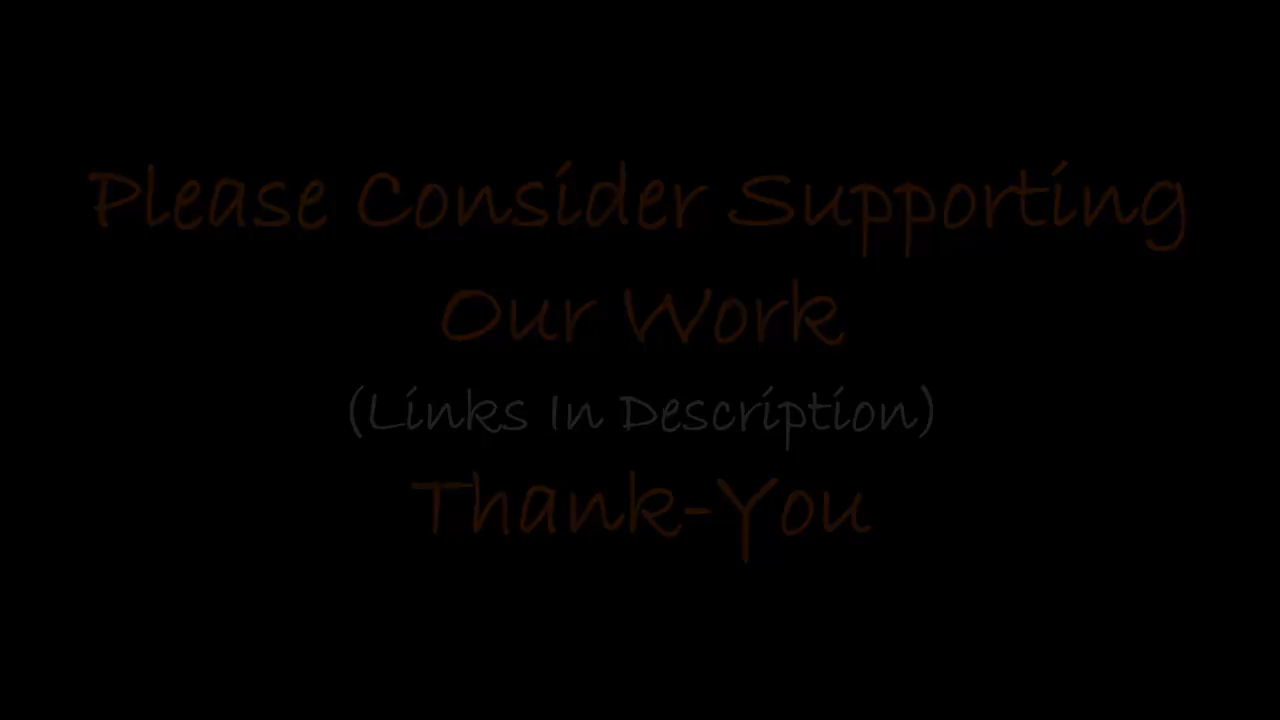 Please Consider Supporting
Our Work
(Links In Description)
Thank-You